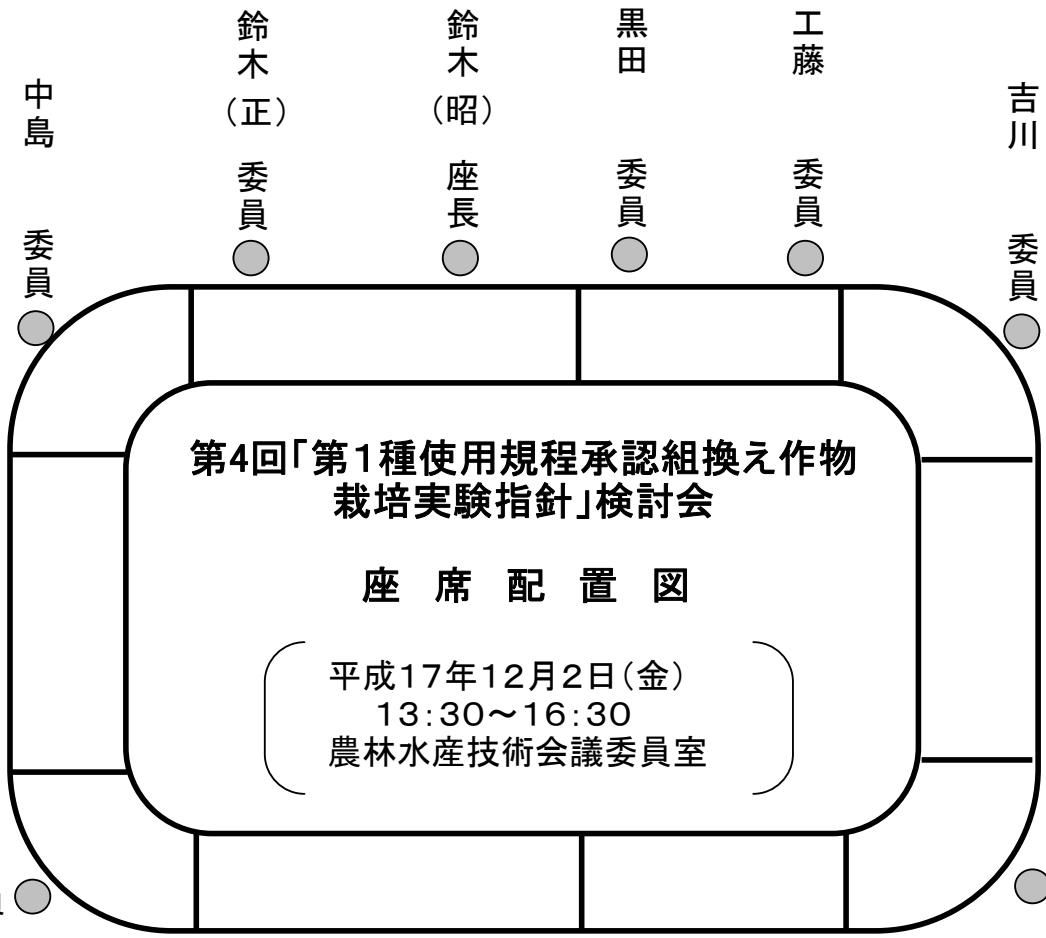 中島 委員
鈴木(正) 委員
鈴木(昭) 座長
黒田 委員
工藤 委員
吉川 委員
第4回「第1種使用規程承認組換え作物
栽培実験指針」検討会
座 席 配 置 図
平成17年12月2日(金)
13:30~16:30
農林水産技術会議委員室